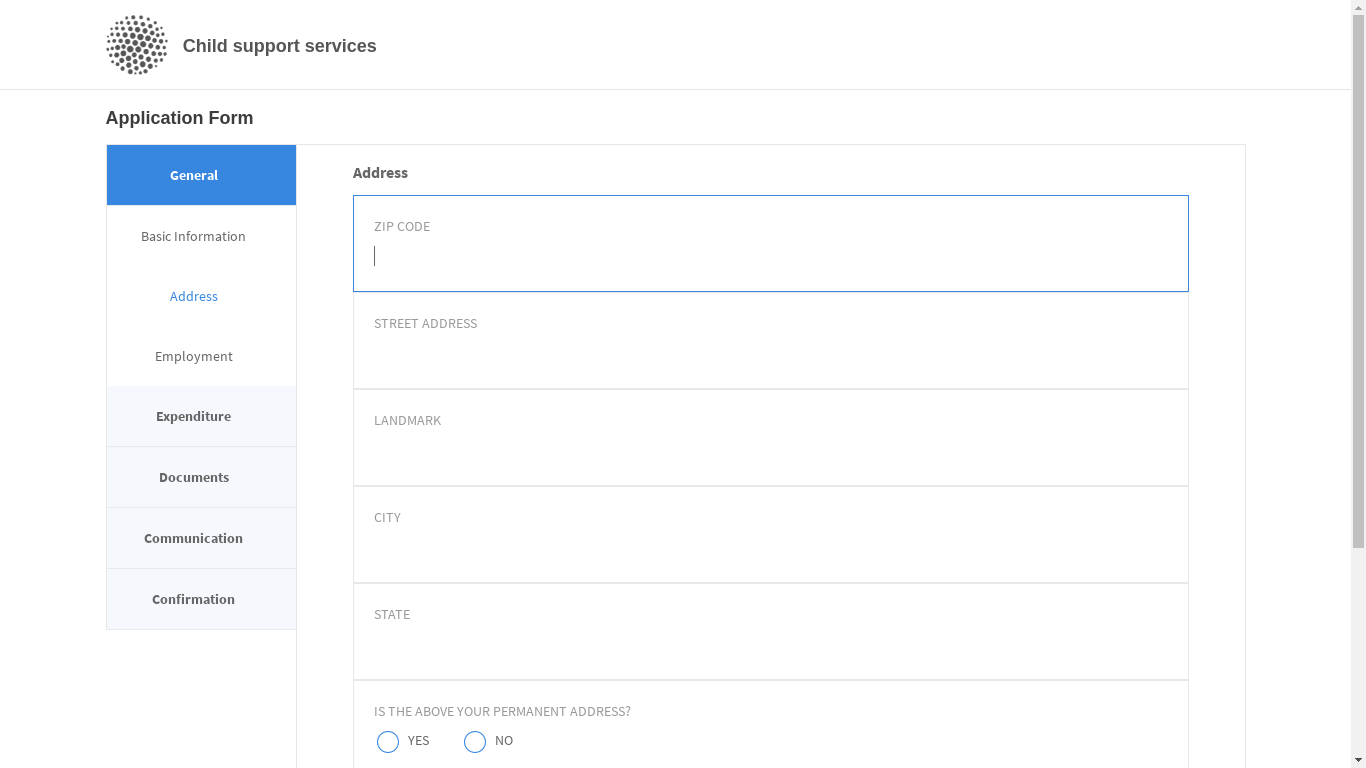 Child support services
Application Form
General
Basic Information
Address
Employment
Expenditure
Documents
Communication
Confirmation
Address
ZIP CODE
STREET ADDRESS
LANDMARK
CITY
STATE
IS THE ABOVE YOUR PERMANENT ADDRESS?
YES NO